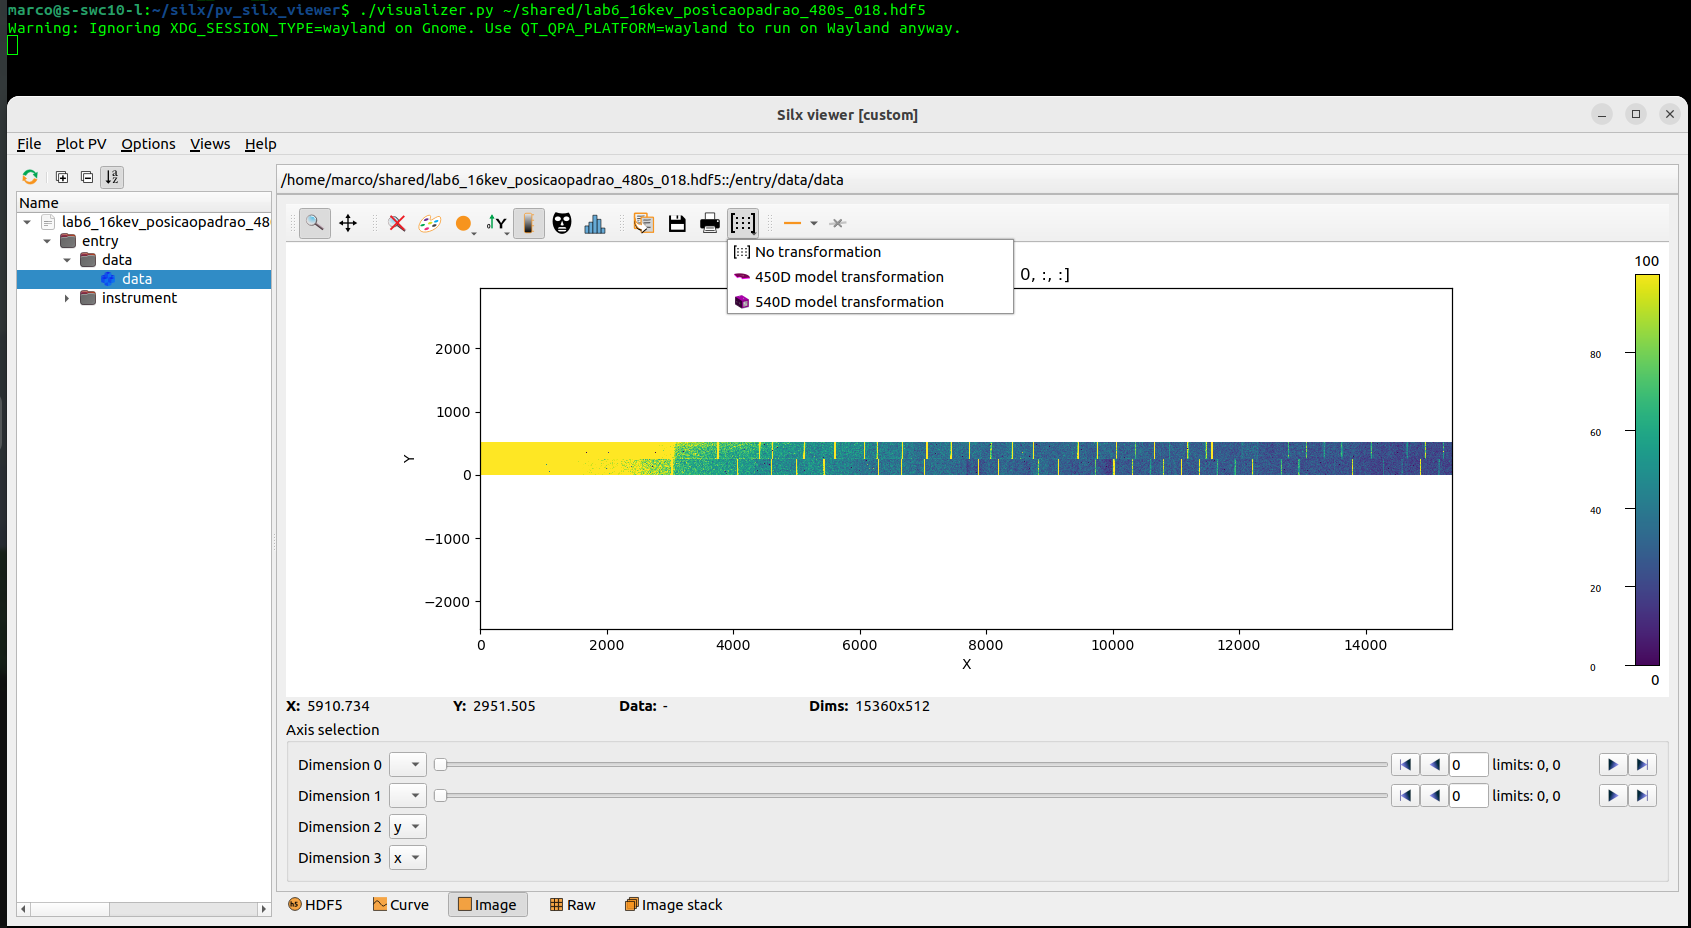 marco@s-swc10-l:~/silx/pv_silx_viewer$ ./visualizer.py ~/shared/lab6_16kev_posicaopadrao_480s_018.hdf5
Warning: Ignoring XDG_SESSION_TYPE=wayland on Gnome. Use QT_QPA_PLATFORM=wayland to run on Wayland anyway.
Silx viewer [custom]
File Plot PV Options Views Help
/home/marco/shared/lab6_16kev_posicaopadrao_480s_018.hdf5::/entry/data/data
Name
lab6_16kev_posicaopadrao_48
entry
data
data
instrument
No transformation
450D model transformation
540D model transformation
0, :, :]
100
80
60
40
20
0
0
2000
1000
0
−1000
−2000
Y
0 2000 4000 6000 8000 10000 12000 14000
X
X: 5910.734 Y: 2951.505 Data: - Dims: 15360x512
Axis selection
Dimension 0 0 limits: 0, 0
Dimension 1 0 limits: 0, 0
Dimension 2 y
Dimension 3 x
HDF5 Curve Image Raw Image stack